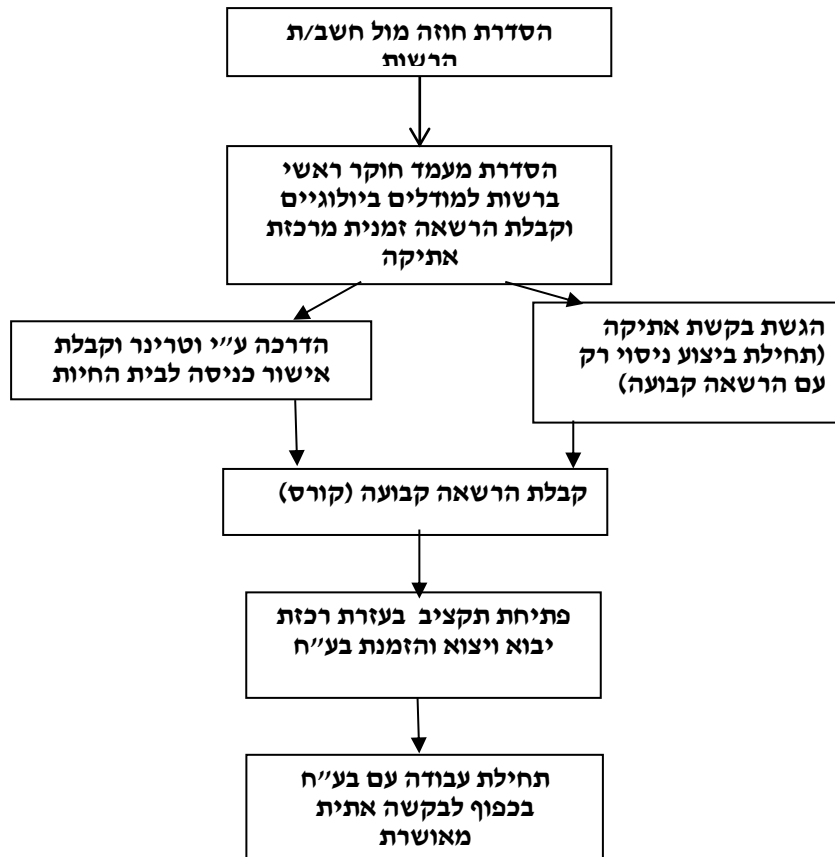 הסדרת חוזה מול חשב/ת
הרשות
הסדרת מעמד חוקר ראשי
ברשות למודלים ביולוגיים
וקבלת הרשאה זמנית מרכזת
אתיקה
הגשת בקשת אתיקה
(תחילת ביצוע ניסוי רק
עם הרשאה קבועה)
הדרכה ע"י וטרינר וקבלת
אישור כניסה לבית החיות
קבלת הרשאה קבועה (קורס)
פתיחת תקציב בעזרת רכזת
יבוא ויצוא והזמנת בע"ח
תחילת עבודה עם בע"ח
בכפוף לבקשה אתית
מאושרת